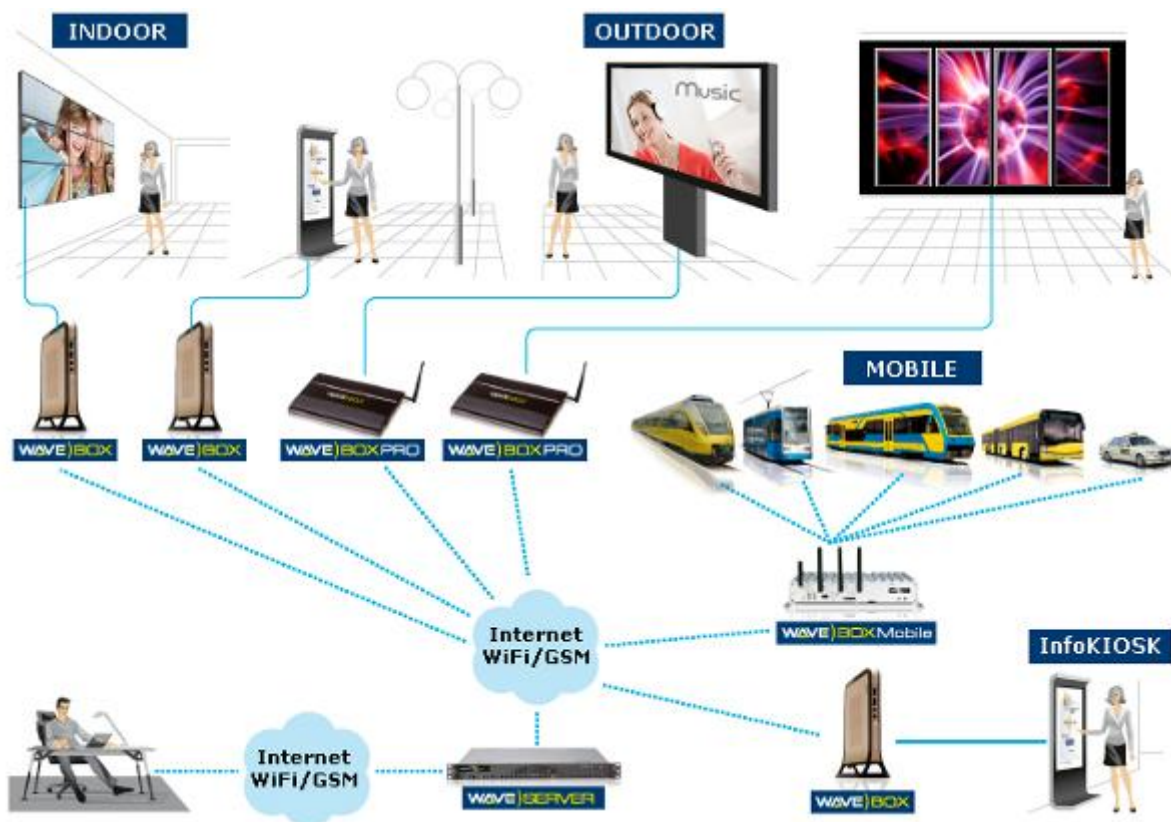 INDOOR
OUTDOOR
Music
MOBILE
WAVE)BOX
WAVE)BOX
WAVE)BOXPRO
WAVE)BOXPRO
WAVE)BOXMobile
Internet
WiFi/GSM
InfoKIOSK
Internet
WiFi/GSM
WAVE)SERVER
WAVE)BOX